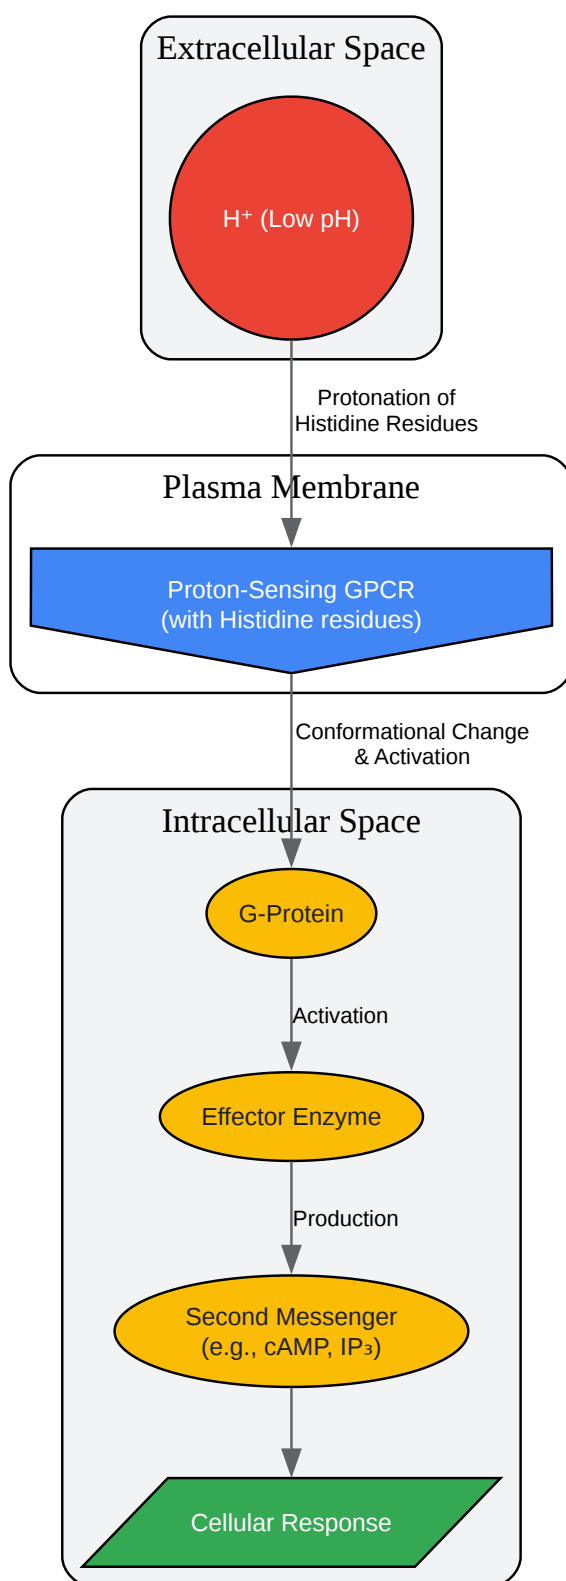 Extracellular Space
H⁺ (Low pH)
Protonation of
Histidine Residues
Plasma Membrane
Proton-Sensing GPCR
(with Histidine residues)
Conformational Change
& Activation
Intracellular Space
G-Protein
Activation
Effector Enzyme
Production
Second Messenger
(e.g., cAMP, IP₃)
Cellular Response